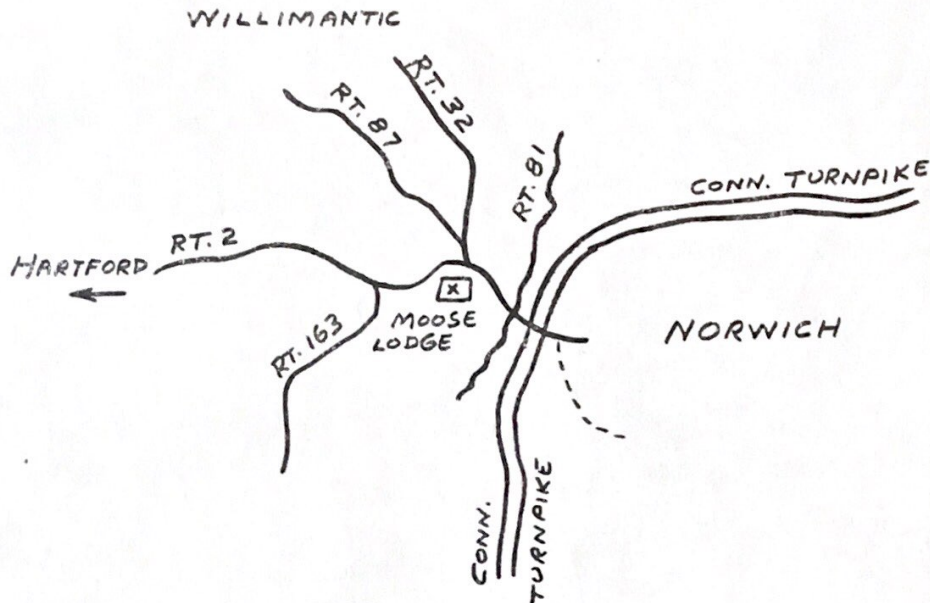 WILLIMANTIC
RT. 32
RT. 87
RT. 81
CONN. TURNPIKE
RT. 2
HARTFORD
X
MOOSE
LODGE
NORWICH
RT. 163
CONN.
TURNPIKE